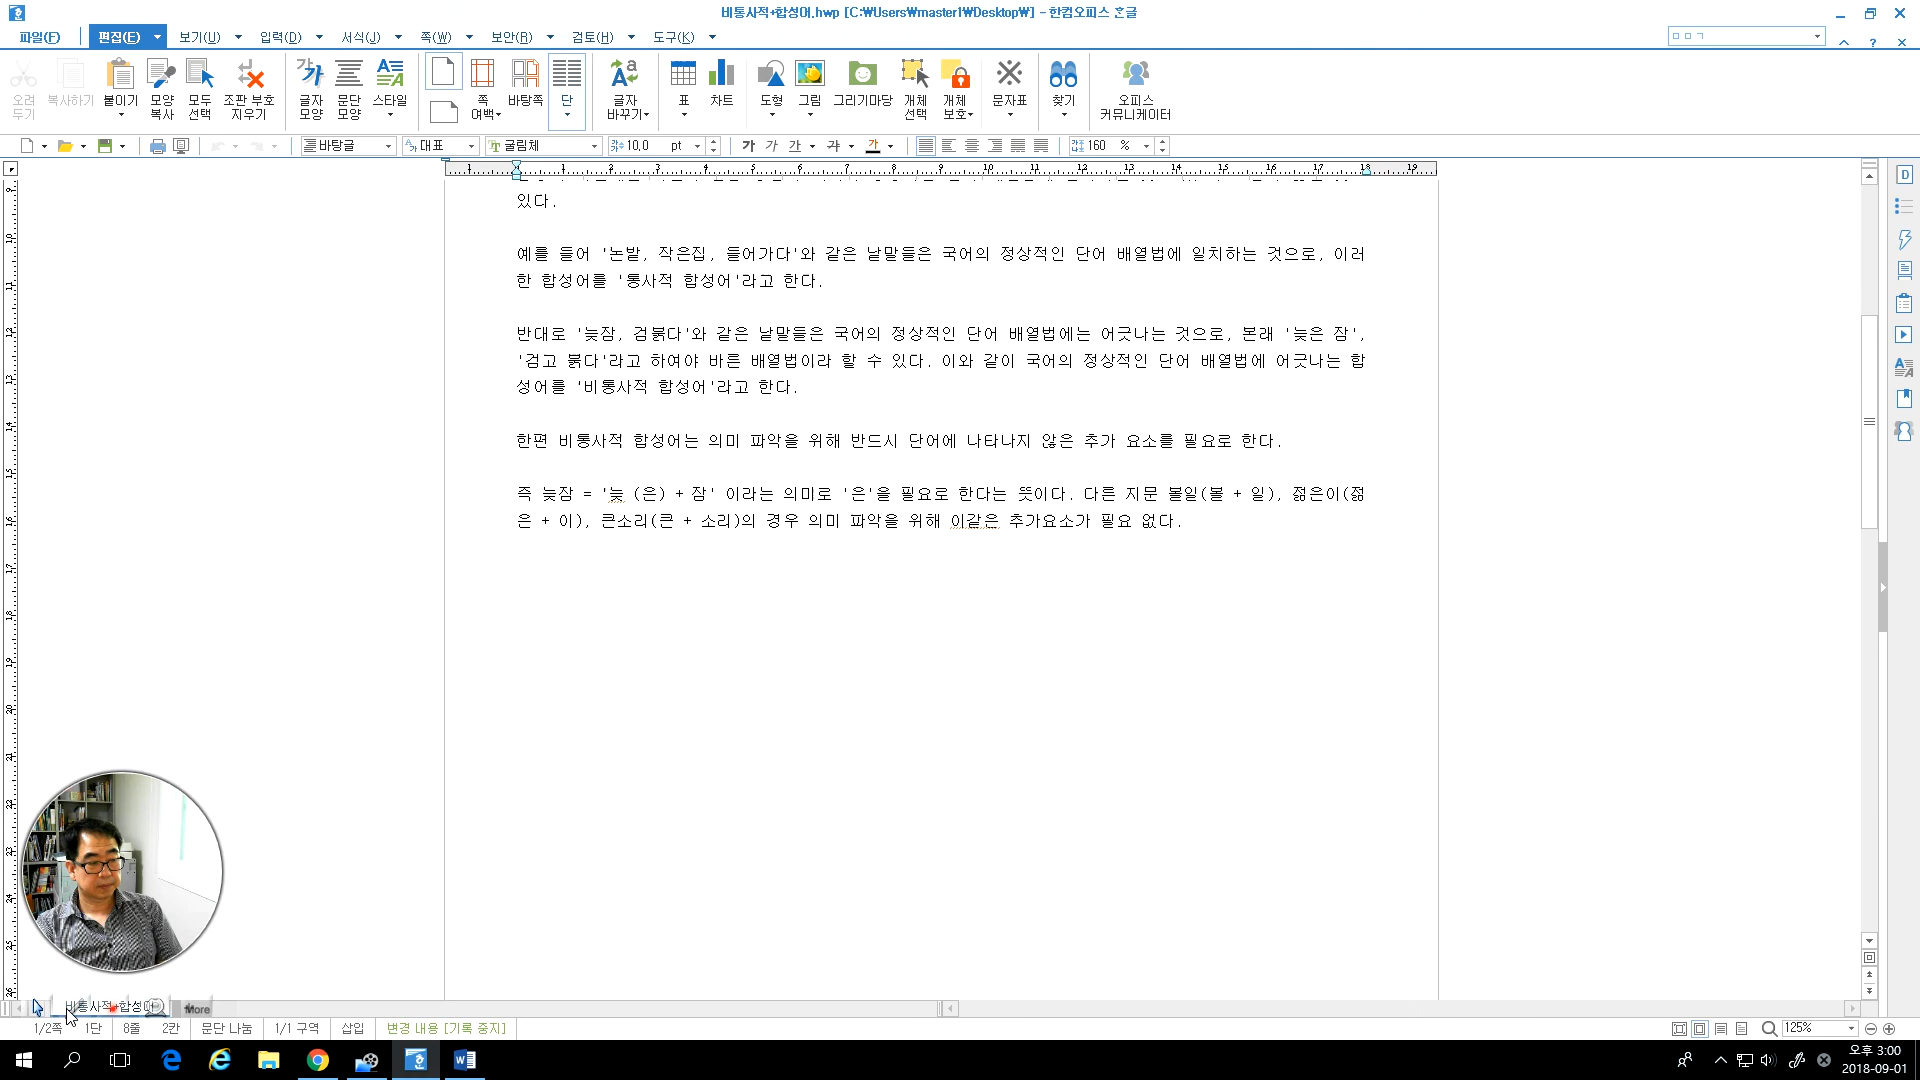 비통사적+합성어.hwp [C:\Users\master1\Desktop\] - 한컴오피스 한글
파일(F) 편집(E) 보기(U) 입력(D) 서식(J) 쪽(W) 보안(R) 검토(H) 도구(K)
ㅁㅁㄱ
오려두기 복사하기 붙이기 모양 복사 모두 선택 조판 부호 지우기 글자 모양 문단 모양 스타일 쪽 여백 바탕쪽 단 글자 바꾸기 표 차트 도형 그림 그리기마당 개체 선택 개체 보호 문자표 찾기 오피스 커뮤니케이터
바탕글 대표 굴림체 10,0 pt 가 가 가 가 가 160 %
있다.
예를 들어 '논밭, 작은집, 들어가다'와 같은 낱말들은 국어의 정상적인 단어 배열법에 일치하는 것으로, 이러
한 합성어를 '통사적 합성어'라고 한다.
반대로 '늦잠, 검붉다'와 같은 낱말들은 국어의 정상적인 단어 배열법에는 어긋나는 것으로, 본래 '늦은 잠',
'검고 붉다'라고 하여야 바른 배열법이라 할 수 있다. 이와 같이 국어의 정상적인 단어 배열법에 어긋나는 합
성어를 '비통사적 합성어'라고 한다.
한편 비통사적 합성어는 의미 파악을 위해 반드시 단어에 나타나지 않은 추가 요소를 필요로 한다.
즉 늦잠 = '늦 (은) + 잠' 이라는 의미로 '은'을 필요로 한다는 뜻이다. 다른 지문 볼일(볼 + 일), 젊은이(젊
은 + 이), 큰소리(큰 + 소리)의 경우 의미 파악을 위해 이같은 추가요소가 필요 없다.
비통사적+합성어 More
1/2쪽 1단 8줄 2칸 문단 나눔 1/1 구역 삽입 변경 내용 [기록 중지] 125%
오후 3:00
2018-09-01